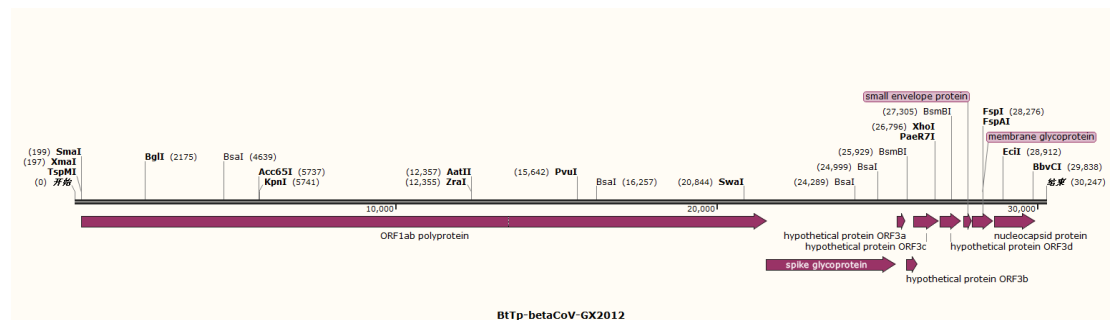 small envelope protein
(27,305) BsmBI
FspI (28,276)
FspAI
(26,796) XhoI
PaeR7I
membrane glycoprotein
(199) SmaI
(197) XmaI
TspMI
(0) 开始
BglI (2175)
BsaI (4639)
Acc65I (5737)
KpnI (5741)
(12,357) AatII
(12,355) ZraI
(15,642) PvuI
BsaI (16,257)
(20,844) SwaI
(25,929) BsmBI
(24,999) BsaI
(24,289) BsaI
EciI (28,912)
BbvCI (29,838)
结束 (30,247)
10,000
20,000
30,000
ORF1ab polyprotein
hypothetical protein ORF3a
nucleocapsid protein
hypothetical protein ORF3c
hypothetical protein ORF3d
spike glycoprotein
hypothetical protein ORF3b
BtTp-betaCoV-GX2012